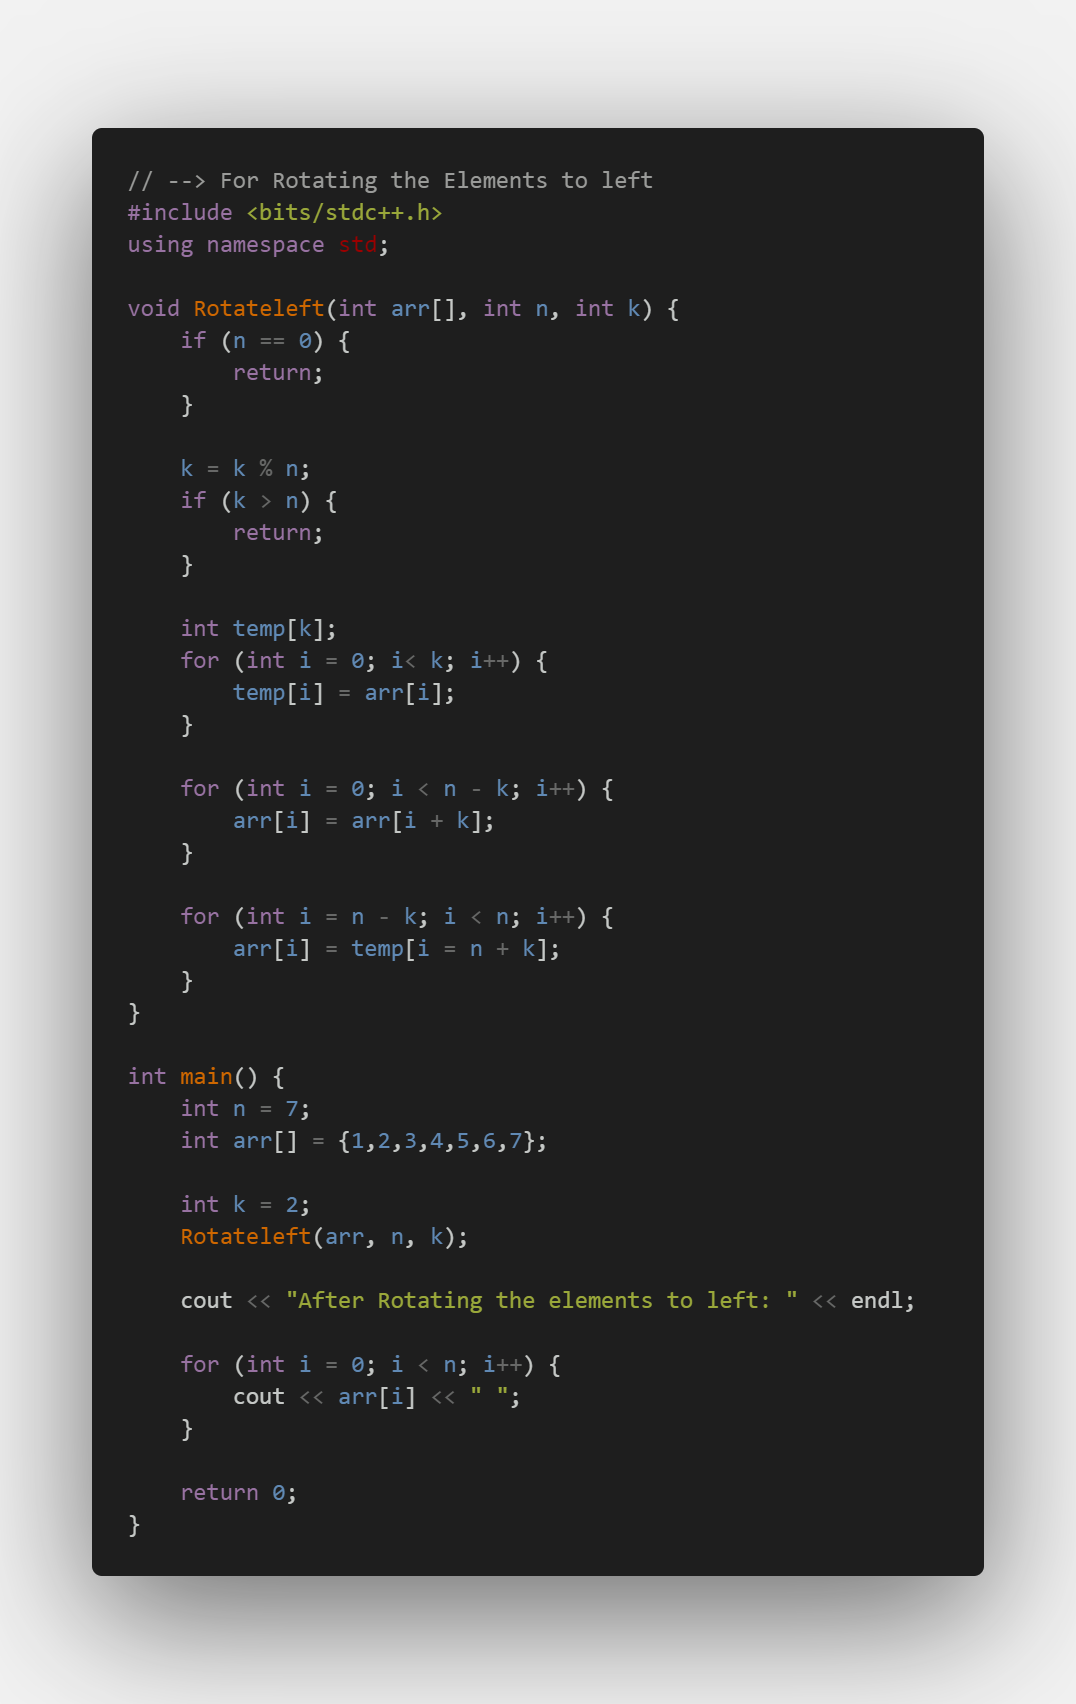 // --> For Rotating the Elements to left
#include <bits/stdc++.h>
using namespace std;

void Rotateleft(int arr[], int n, int k) {
    if (n == 0) {
        return;
    }

    k = k % n;
    if (k > n) {
        return;
    }

    int temp[k];
    for (int i = 0; i< k; i++) {
        temp[i] = arr[i];
    }

    for (int i = 0; i < n - k; i++) {
        arr[i] = arr[i + k];
    }

    for (int i = n - k; i < n; i++) {
        arr[i] = temp[i = n + k];
    }
}

int main() {
    int n = 7;
    int arr[] = {1,2,3,4,5,6,7};

    int k = 2;
    Rotateleft(arr, n, k);

    cout << "After Rotating the elements to left: " << endl;

    for (int i = 0; i < n; i++) {
        cout << arr[i] << " ";
    }

    return 0;
}